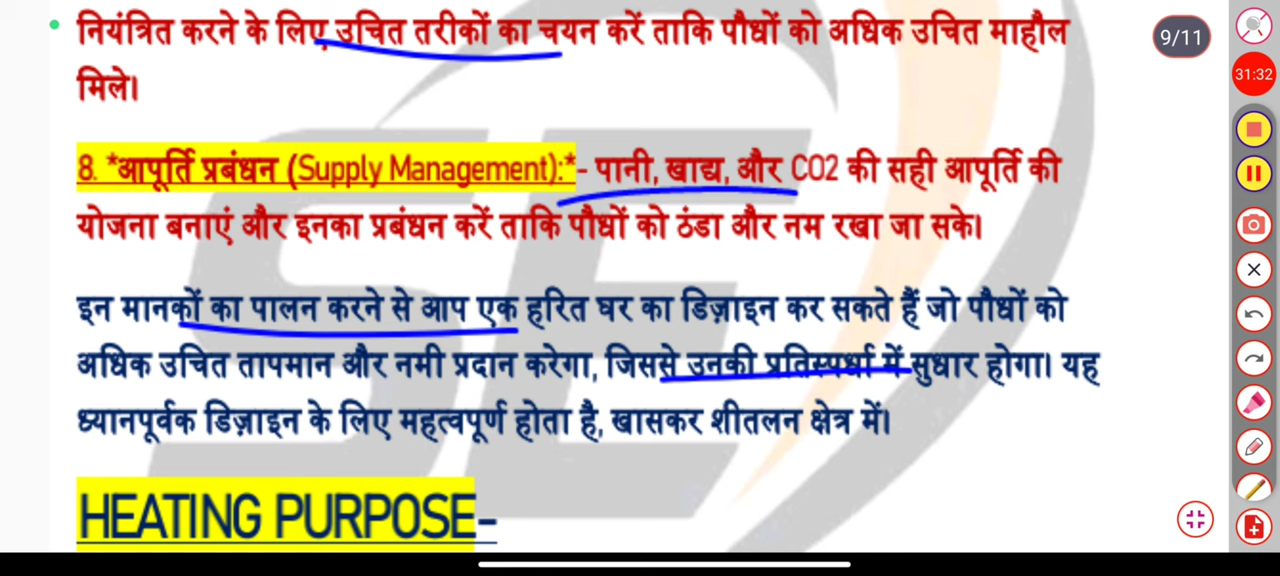 नियंत्रित करने के लिए उचित तरीकों का चयन करें ताकि पौधों को अधिक उचित माहौल
9/11
मिले।
31:32
8. *आपूर्ति प्रबंधन (Supply Management):*- पानी, खाद्य, और CO2 की सही आपूर्ति की
योजना बनाएं और इनका प्रबंधन करें ताकि पौधों को ठंडा और नम रखा जा सके।
इन मानकों का पालन करने से आप एक हरित घर का डिज़ाइन कर सकते हैं जो पौधों को
अधिक उचित तापमान और नमी प्रदान करेगा, जिससे उनकी प्रतिस्पर्धा में सुधार होगा। यह
ध्यानपूर्वक डिज़ाइन के लिए महत्वपूर्ण होता है, खासकर शीतलन क्षेत्र में।
HEATING PURPOSE-